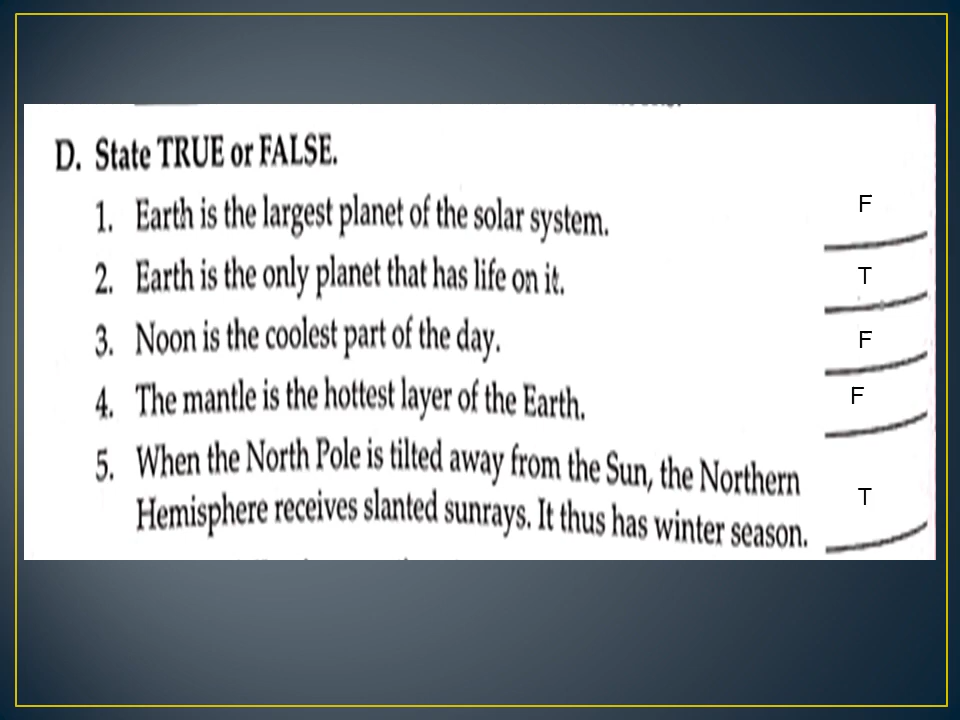 D. State TRUE or FALSE.
1. Earth is the largest planet of the solar system. F
2. Earth is the only planet that has life on it. T
3. Noon is the coolest part of the day. F
4. The mantle is the hottest layer of the Earth. F
5. When the North Pole is tilted away from the Sun, the Northern
Hemisphere receives slanted sunrays. It thus has winter season. T